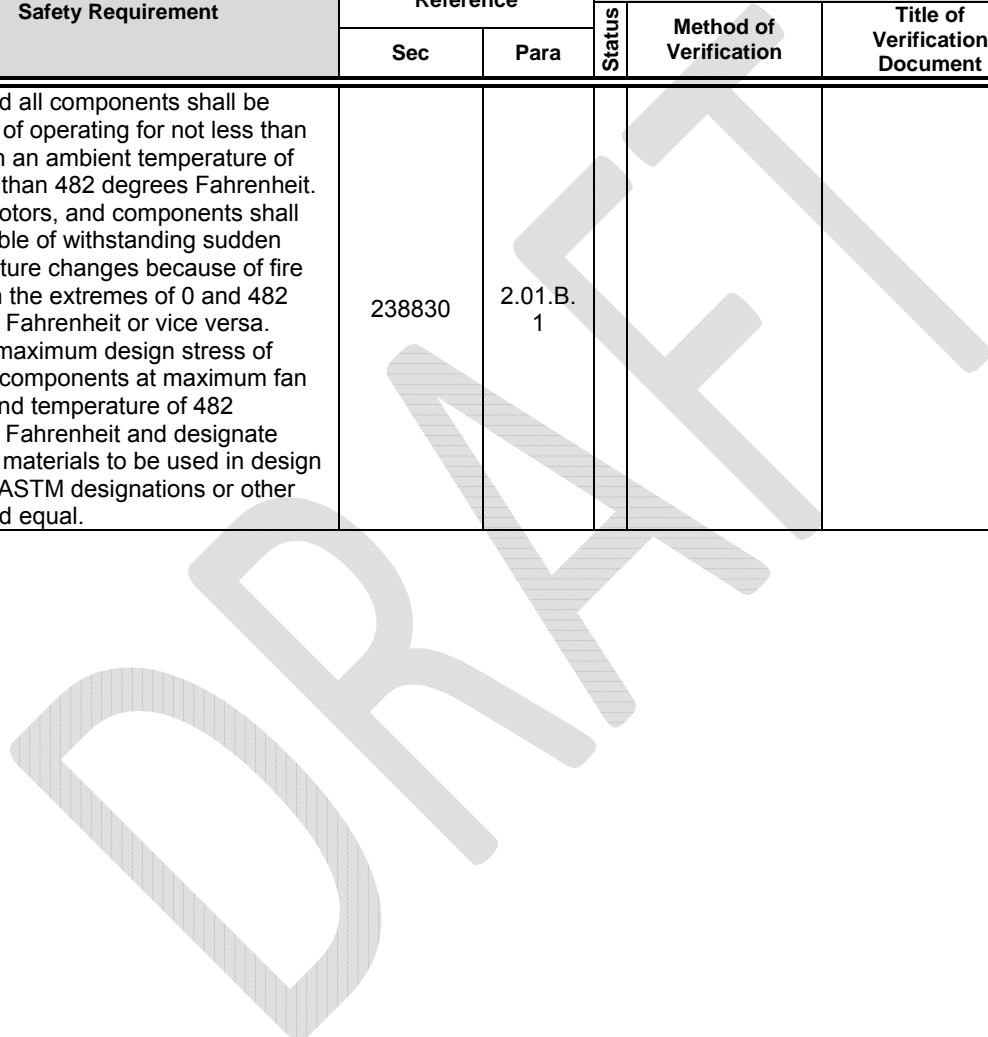 Safety Requirement
Reference
Sec
Para
Status
Method of
Verification
Title of
Verification
Document
d all components shall be
of operating for not less than
an ambient temperature of
than 482 degrees Fahrenheit.
otors, and components shall
ble of withstanding sudden
ture changes because of fire
the extremes of 0 and 482
Fahrenheit or vice versa.
maximum design stress of
components at maximum fan
nd temperature of 482
Fahrenheit and designate
materials to be used in design
ASTM designations or other
d equal.
238830
2.01.B.
1
DRAFT